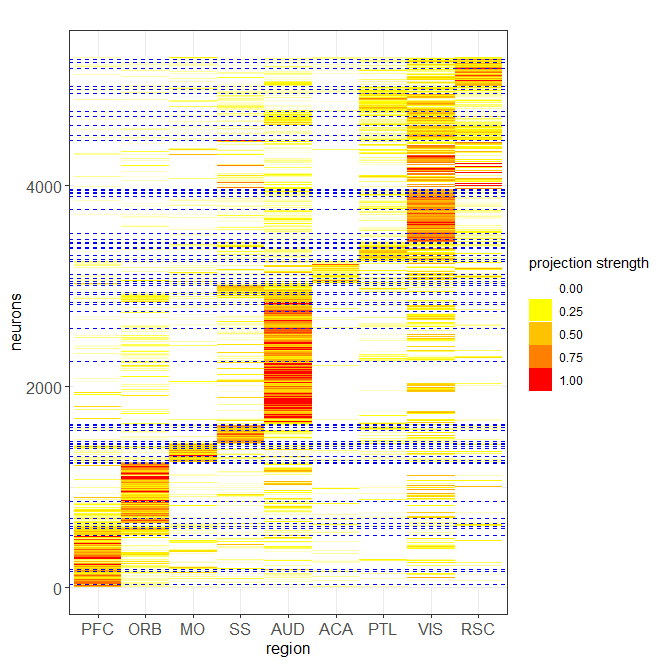 neurons
4000
2000
0
PFC ORB MO SS AUD ACA PTL VIS RSC
region
projection strength
0.00
0.25
0.50
0.75
1.00